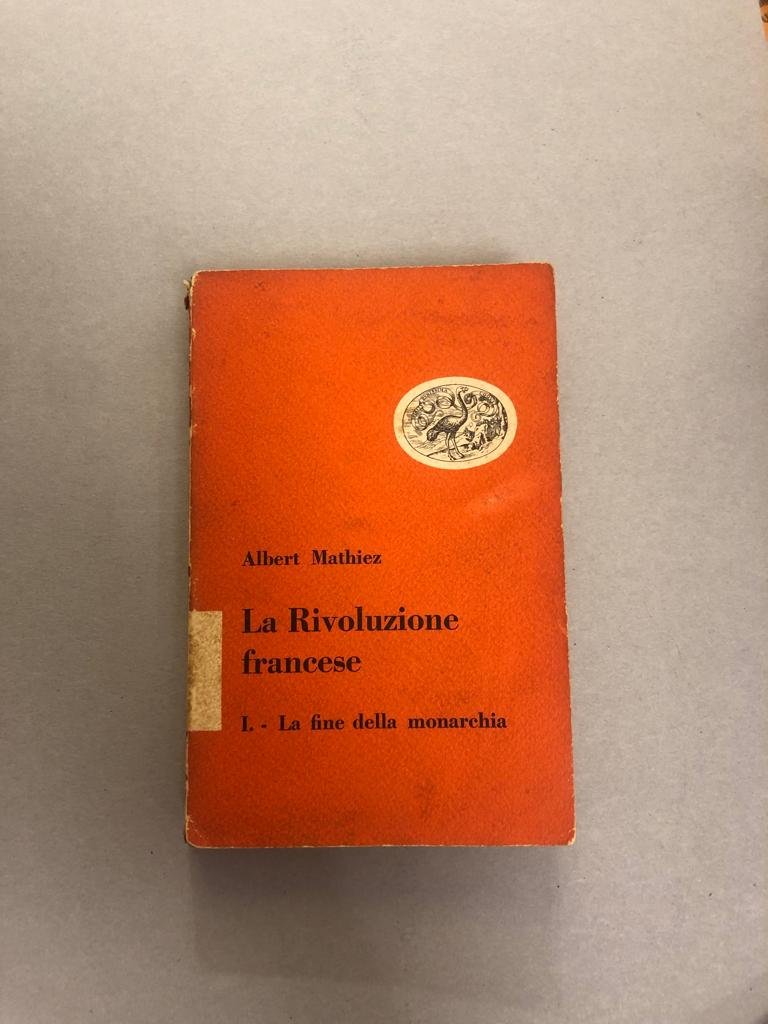 Albert Mathiez
La Rivoluzione
francese
I. - La fine della monarchia